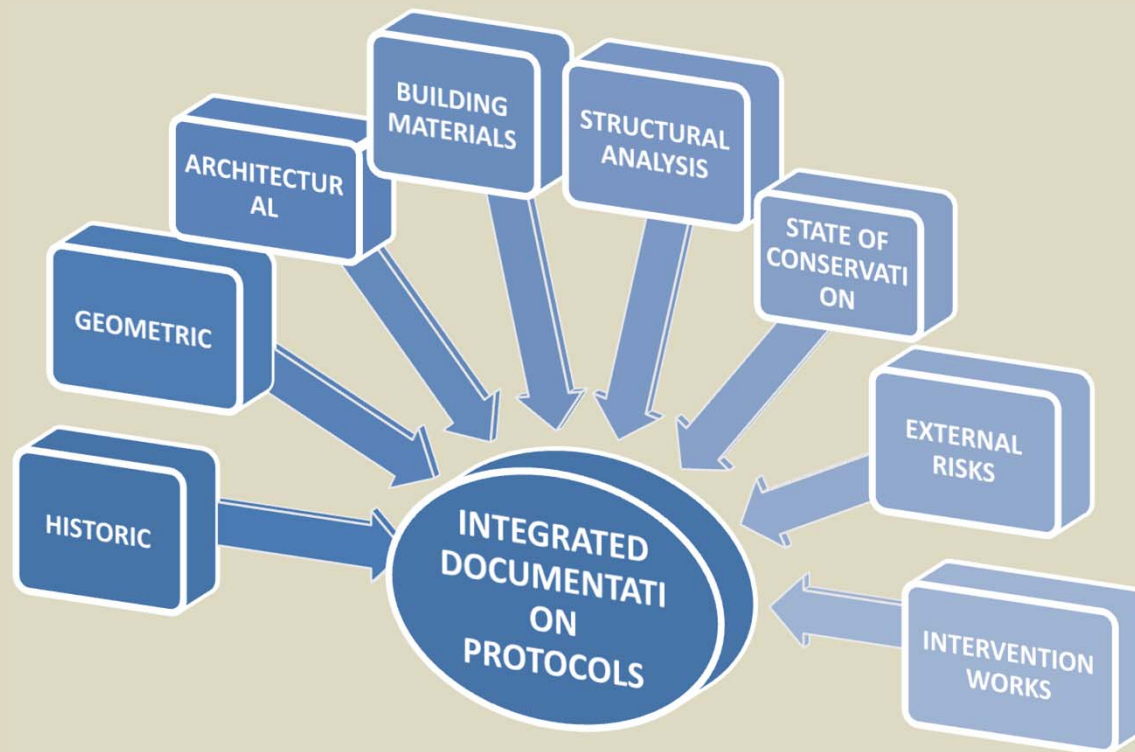 BUILDING
MATERIALS
STRUCTURAL
ANALYSIS
ARCHITECTUR
AL
STATE OF
CONSERVATI
ON
GEOMETRIC
EXTERNAL
RISKS
HISTORIC
INTEGRATED
DOCUMENTATI
ON
PROTOCOLS
INTERVENTION
WORKS